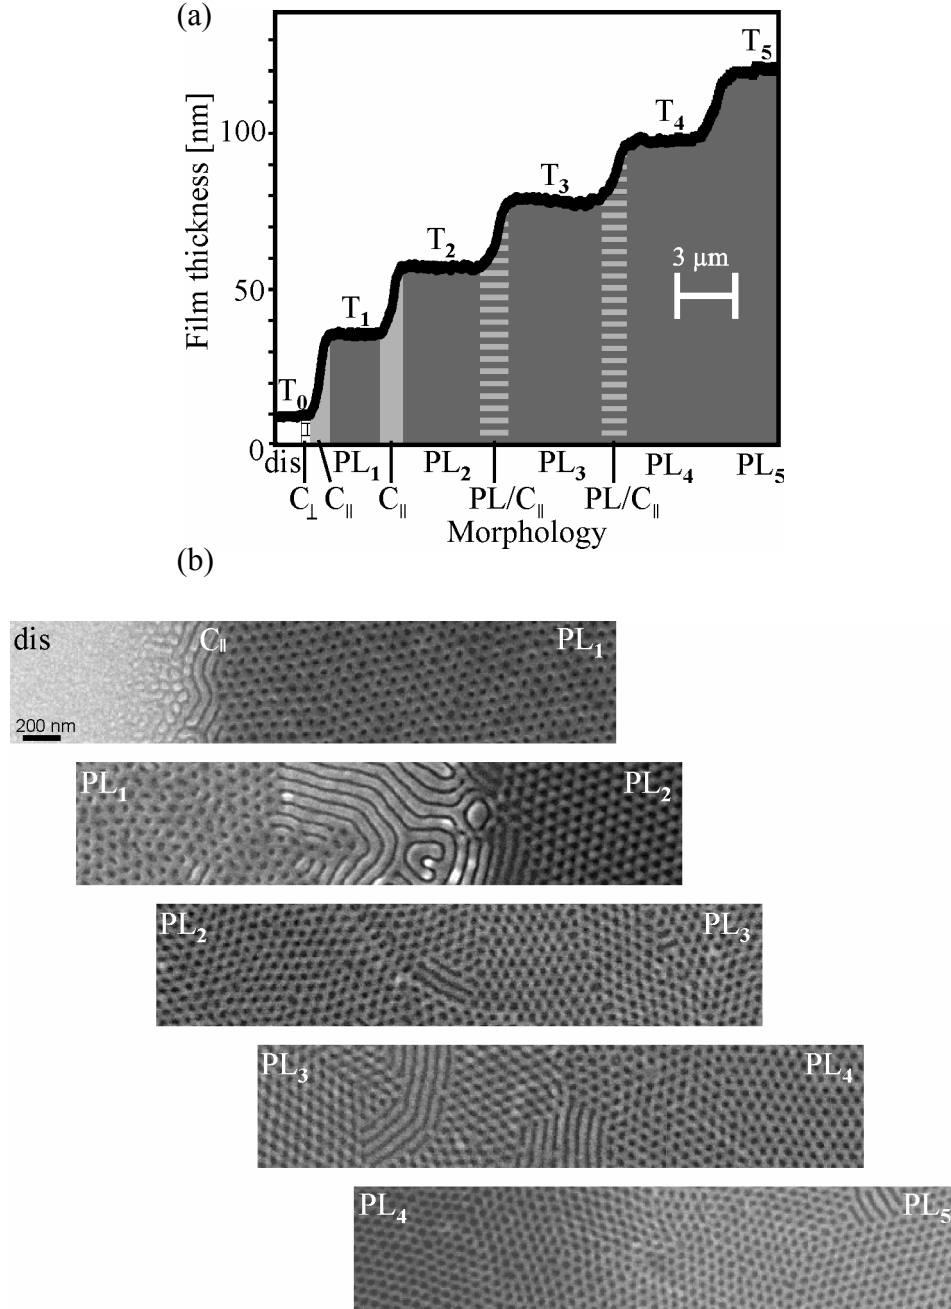 (a)
Film thickness [nm]
100
50
0
T₀
T₁
T₂
T₃
T₄
T₅
3 µm
dis PL₁ PL₂ PL₃ PL₄ PL₅
C⊥ C∥ C∥ PL/C∥ PL/C∥
Morphology
(b)
dis C∥ PL₁
200 nm
PL₁ PL₂
PL₂ PL₃
PL₃ PL₄
PL₄ PL₅